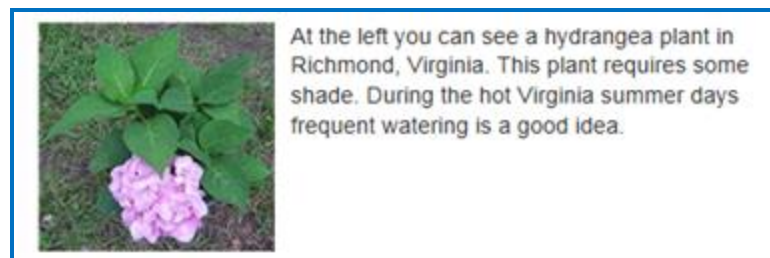 At the left you can see a hydrangea plant in
Richmond, Virginia. This plant requires some
shade. During the hot Virginia summer days
frequent watering is a good idea.